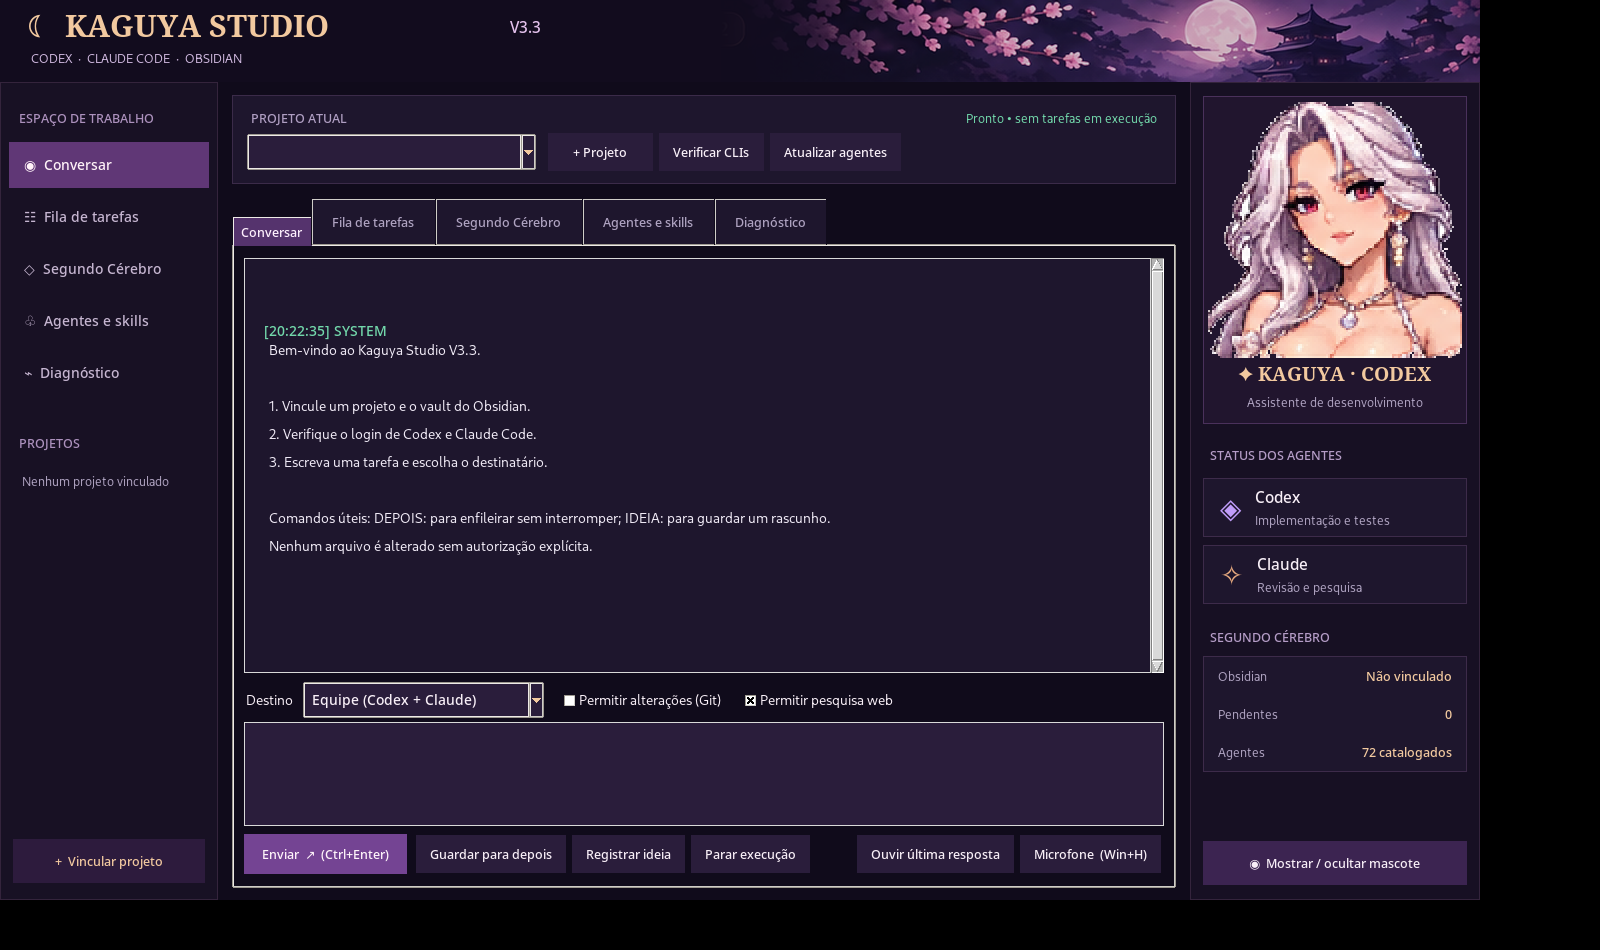 ☾ KAGUYA STUDIO
V3.3
CODEX · CLAUDE CODE · OBSIDIAN
ESPAÇO DE TRABALHO
Conversar
Fila de tarefas
Segundo Cérebro
Agentes e skills
Diagnóstico
PROJETOS
Nenhum projeto vinculado
+ Vincular projeto
PROJETO ATUAL
Pronto • sem tarefas em execução
+ Projeto
Verificar CLIs
Atualizar agentes
Conversar
Fila de tarefas
Segundo Cérebro
Agentes e skills
Diagnóstico
[20:22:35] SYSTEM
Bem-vindo ao Kaguya Studio V3.3.
1. Vincule um projeto e o vault do Obsidian.
2. Verifique o login de Codex e Claude Code.
3. Escreva uma tarefa e escolha o destinatário.
Comandos úteis: DEPOIS: para enfileirar sem interromper; IDEIA: para guardar um rascunho.
Nenhum arquivo é alterado sem autorização explícita.
Destino
Equipe (Codex + Claude)
Permitir alterações (Git)
Permitir pesquisa web
Enviar ↗ (Ctrl+Enter)
Guardar para depois
Registrar ideia
Parar execução
Ouvir última resposta
Microfone (Win+H)
✦ KAGUYA · CODEX
Assistente de desenvolvimento
STATUS DOS AGENTES
Codex
Implementação e testes
Claude
Revisão e pesquisa
SEGUNDO CÉREBRO
Obsidian Não vinculado
Pendentes 0
Agentes 72 catalogados
Mostrar / ocultar mascote